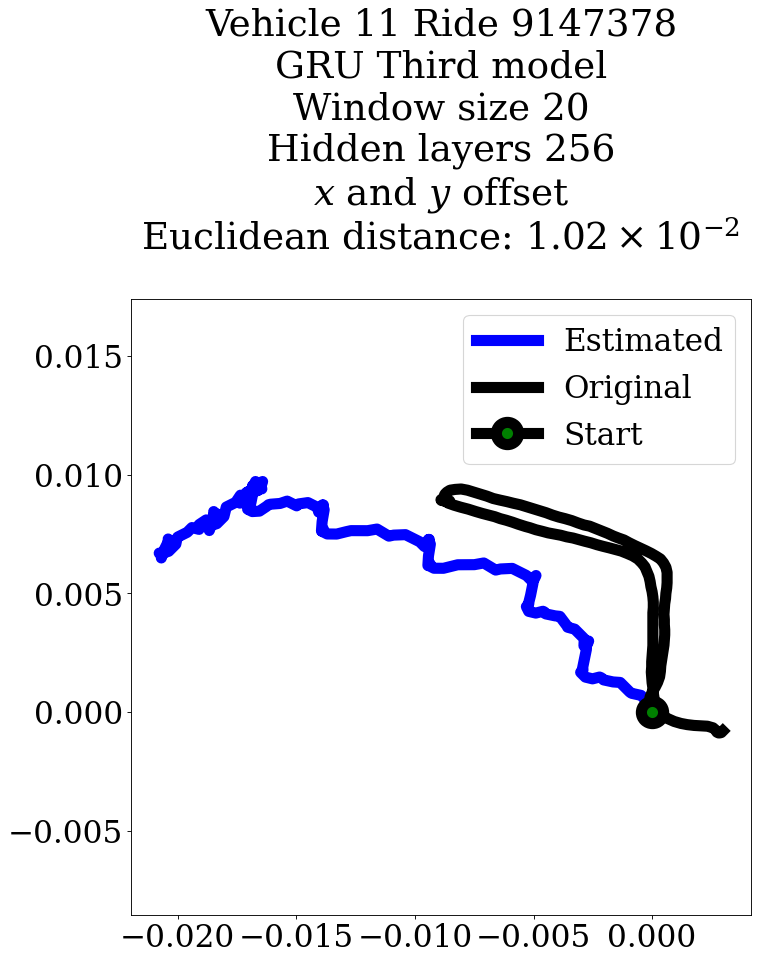 Vehicle 11 Ride 9147378
GRU Third model
Window size 20
Hidden layers 256
x and y offset
Euclidean distance: 1.02 × 10⁻²
Estimated
Original
Start
0.015
0.010
0.005
0.000
−0.005
−0.020 −0.015 −0.010 −0.005 0.000